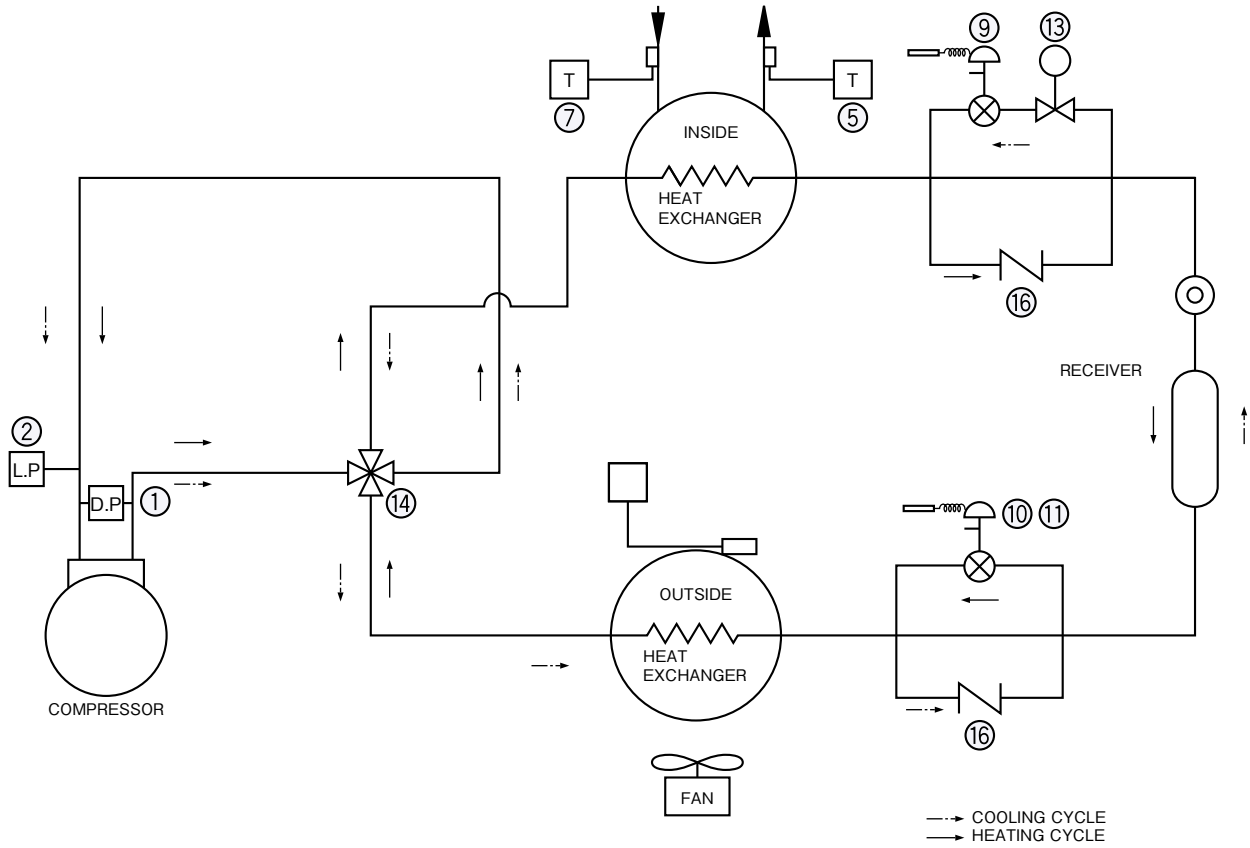 ⑨
⑬
T
T
⑦
⑤
INSIDE
HEAT
EXCHANGER
⑯
RECEIVER
②
L.P
D.P
①
⑭
⑩ ⑪
OUTSIDE
HEAT
EXCHANGER
COMPRESSOR
⑯
FAN
COOLING CYCLE
HEATING CYCLE